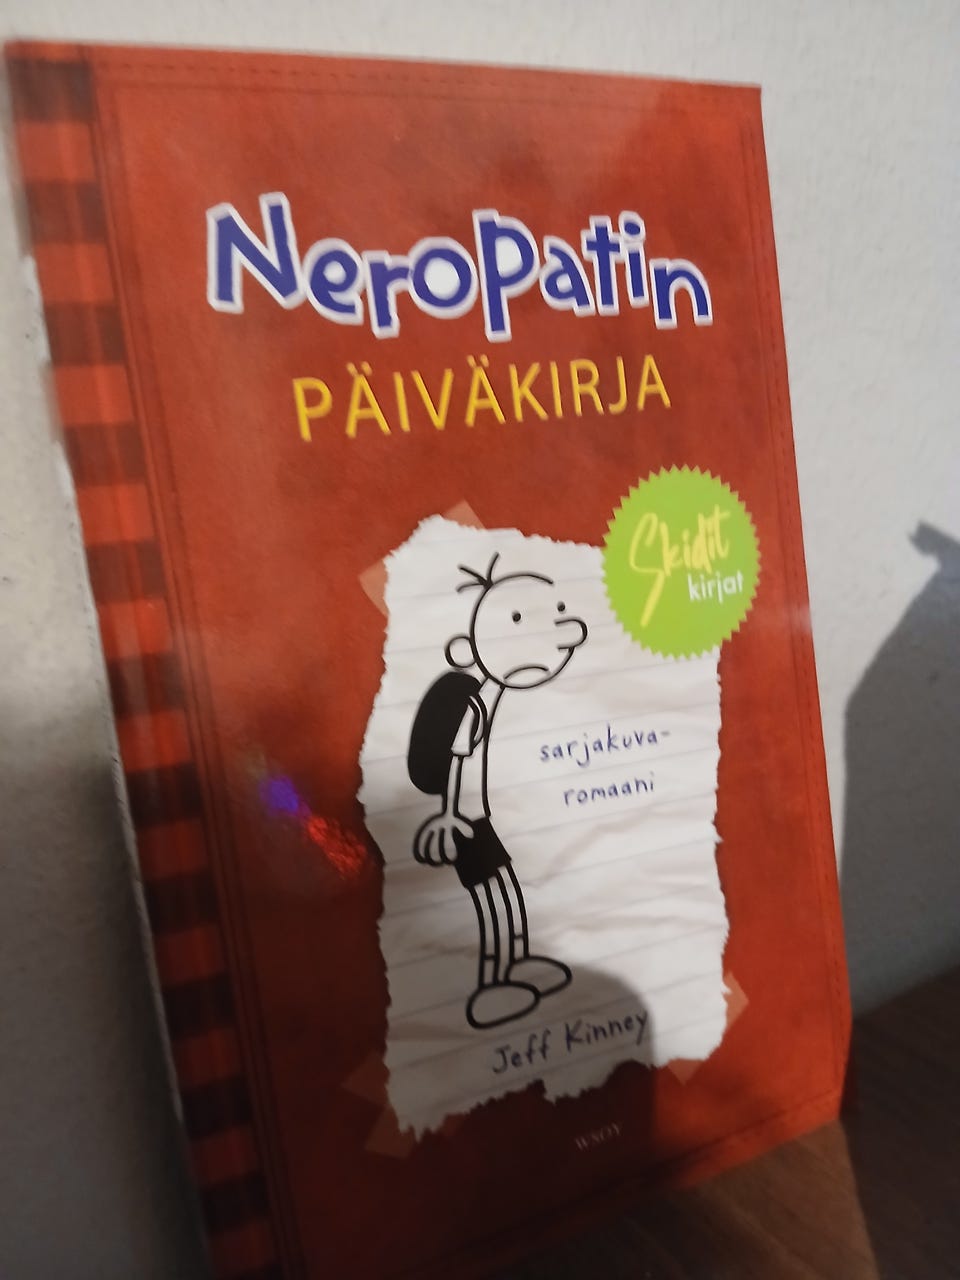 Neropatin
PÄIVÄKIRJA
Skidit
kirjat
sarjakuva-
romaani
Jeff Kinney
WSOY